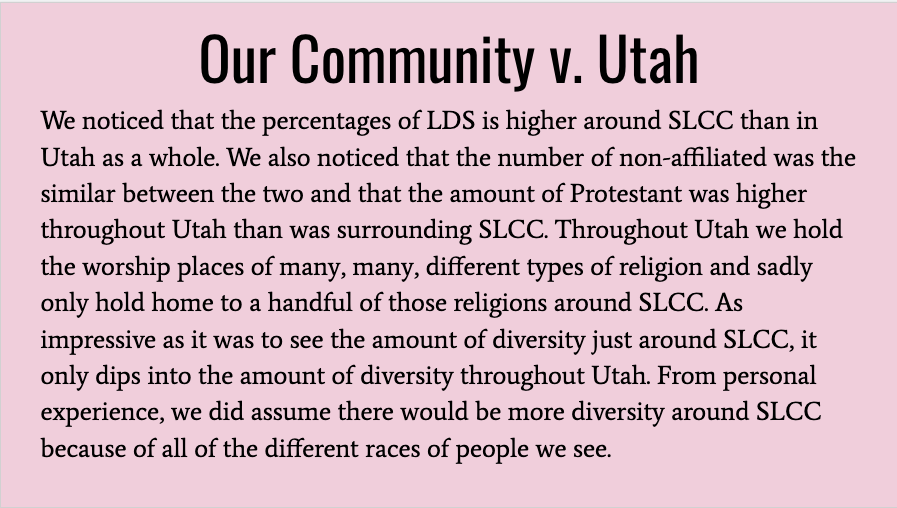 Our Community v. Utah
We noticed that the percentages of LDS is higher around SLCC than in
Utah as a whole. We also noticed that the number of non-affiliated was the
similar between the two and that the amount of Protestant was higher
throughout Utah than was surrounding SLCC. Throughout Utah we hold
the worship places of many, many, different types of religion and sadly
only hold home to a handful of those religions around SLCC. As
impressive as it was to see the amount of diversity just around SLCC, it
only dips into the amount of diversity throughout Utah. From personal
experience, we did assume there would be more diversity around SLCC
because of all of the different races of people we see.